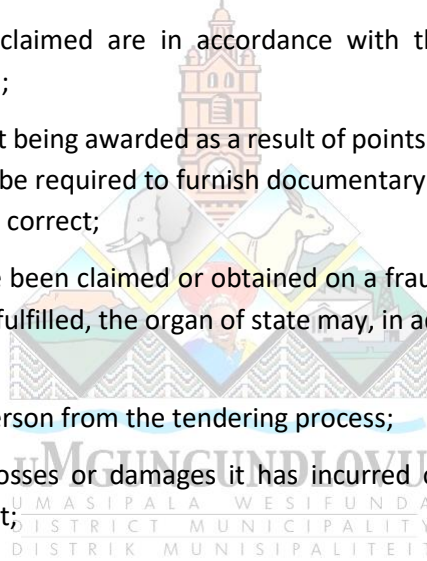 claimed are in accordance with th
;
t being awarded as a result of points
be required to furnish documentary
correct;
e been claimed or obtained on a frau
fulfilled, the organ of state may, in ac
erson from the tendering process;
osses or damages it has incurred o
UMGUNGUNDLOVU
UMASIPALA WESIFUNDA
t;
DISTRICT MUNICIPALITY
DISTRIK MUNISIPALITEIT